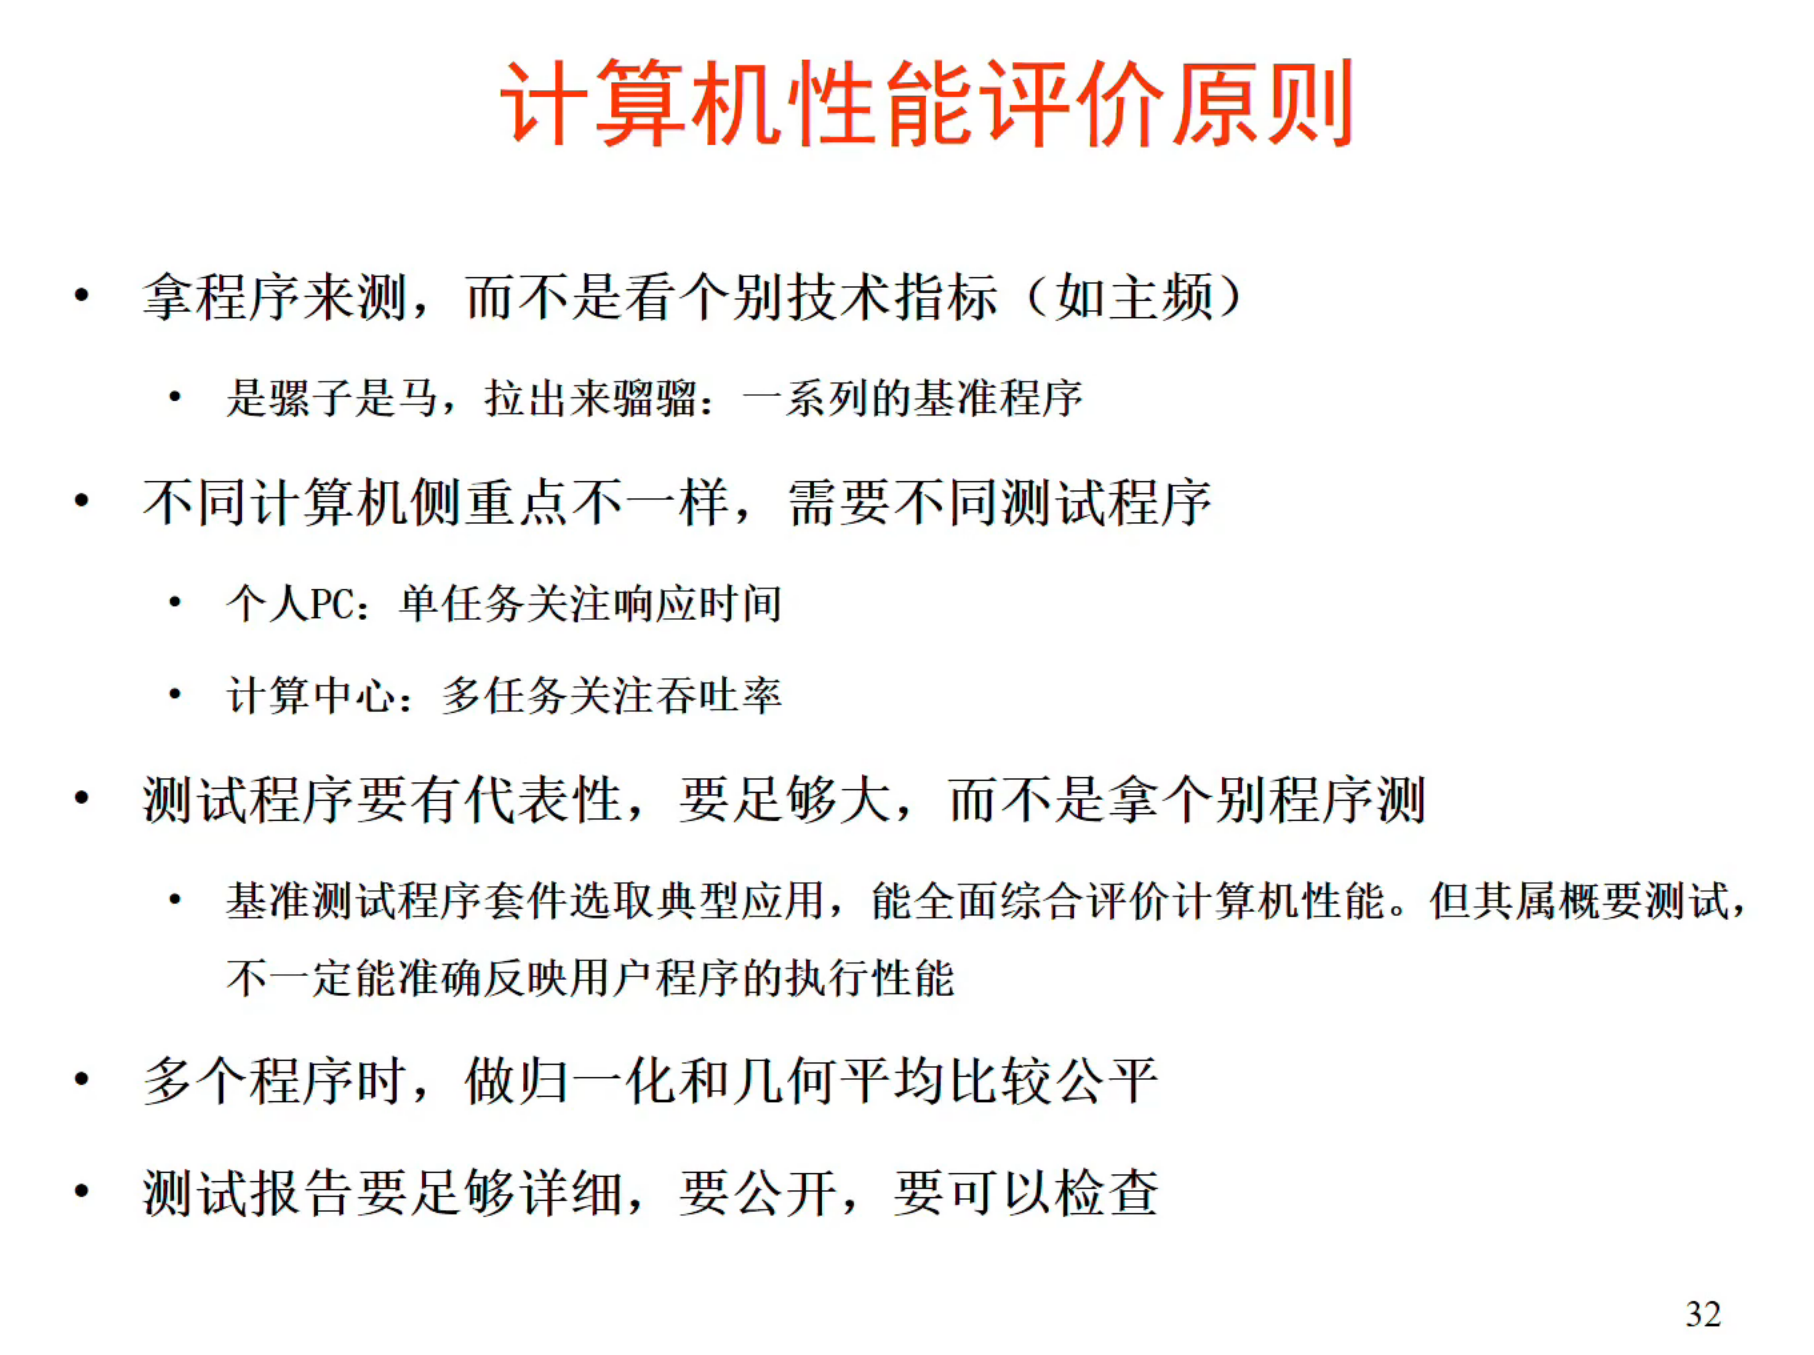 计算机性能评价原则
• 拿程序来测，而不是看个别技术指标（如主频）
• 是骡子是马，拉出来骝骝：一系列的基准程序
• 不同计算机侧重点不一样，需要不同测试程序
• 个人PC：单任务关注响应时间
• 计算中心：多任务关注吞吐率
• 测试程序要有代表性，要足够大，而不是拿个别程序测
• 基准测试程序套件选取典型应用，能全面综合评价计算机性能。但其属概要测试，
不一定能准确反映用户程序的执行性能
• 多个程序时，做归一化和几何平均比较公平
• 测试报告要足够详细，要公开，要可以检查
32